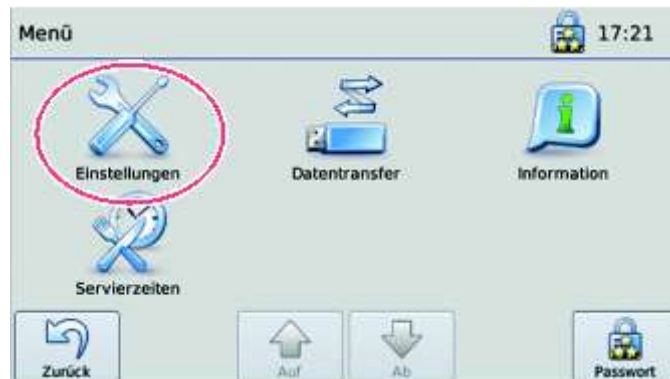 Menü 17:21
Einstellungen Datentransfer Information
Servierzeiten
Zurück Auf Ab Passwort